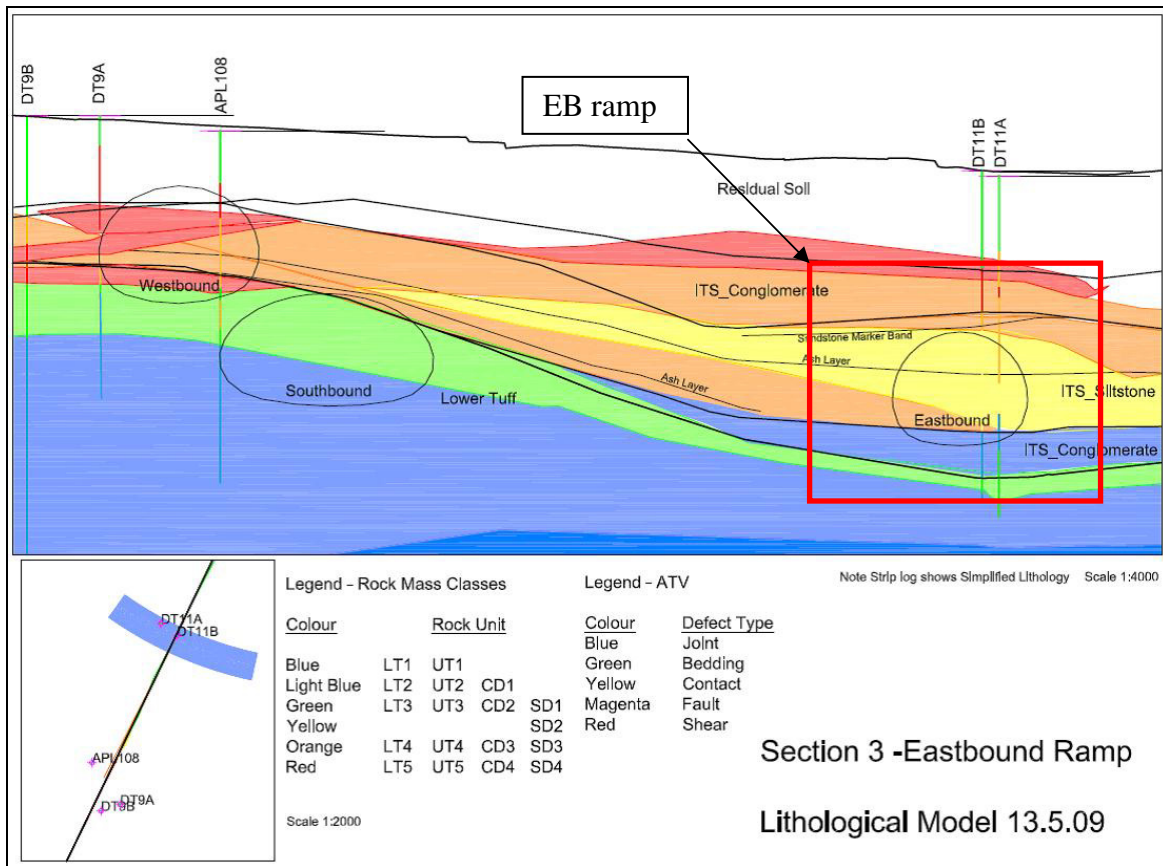 EB ramp
DT9B
DT9A
APL108
DT11B
DT11A
Residual Soil
Westbound
ITS_Conglomerate
Sandstone Marker Band
Ash Layer
Ash Layer
ITS_Siltstone
Southbound
Lower Tuff
Eastbound
ITS_Conglomerate
DT11A
DT11B
APL108
DT9A
DT9B
Legend - Rock Mass Classes
Colour Rock Unit
Blue LT1 UT1
Light Blue LT2 UT2 CD1
Green LT3 UT3 CD2 SD1
Yellow SD2
Orange LT4 UT4 CD3 SD3
Red LT5 UT5 CD4 SD4
Scale 1:2000
Legend - ATV
Colour Defect Type
Blue Joint
Green Bedding
Yellow Contact
Magenta Fault
Red Shear
Note Strip log shows Simplified Lithology Scale 1:4000
Section 3 -Eastbound Ramp
Lithological Model 13.5.09